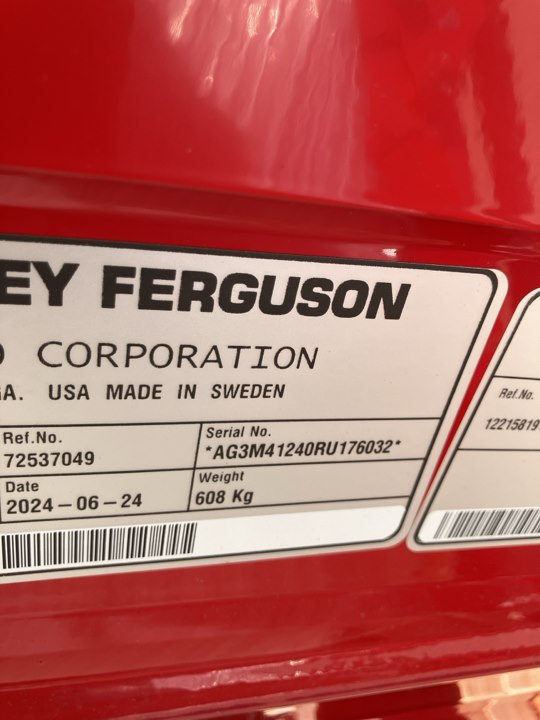 EY FERGUSON
CORPORATION
GA. USA MADE IN SWEDEN
Ref.No.
72537049
Serial No.
*AG3M41240RU176032*
Date
2024-06-24
Weight
608 Kg
Ref.No.
12215819